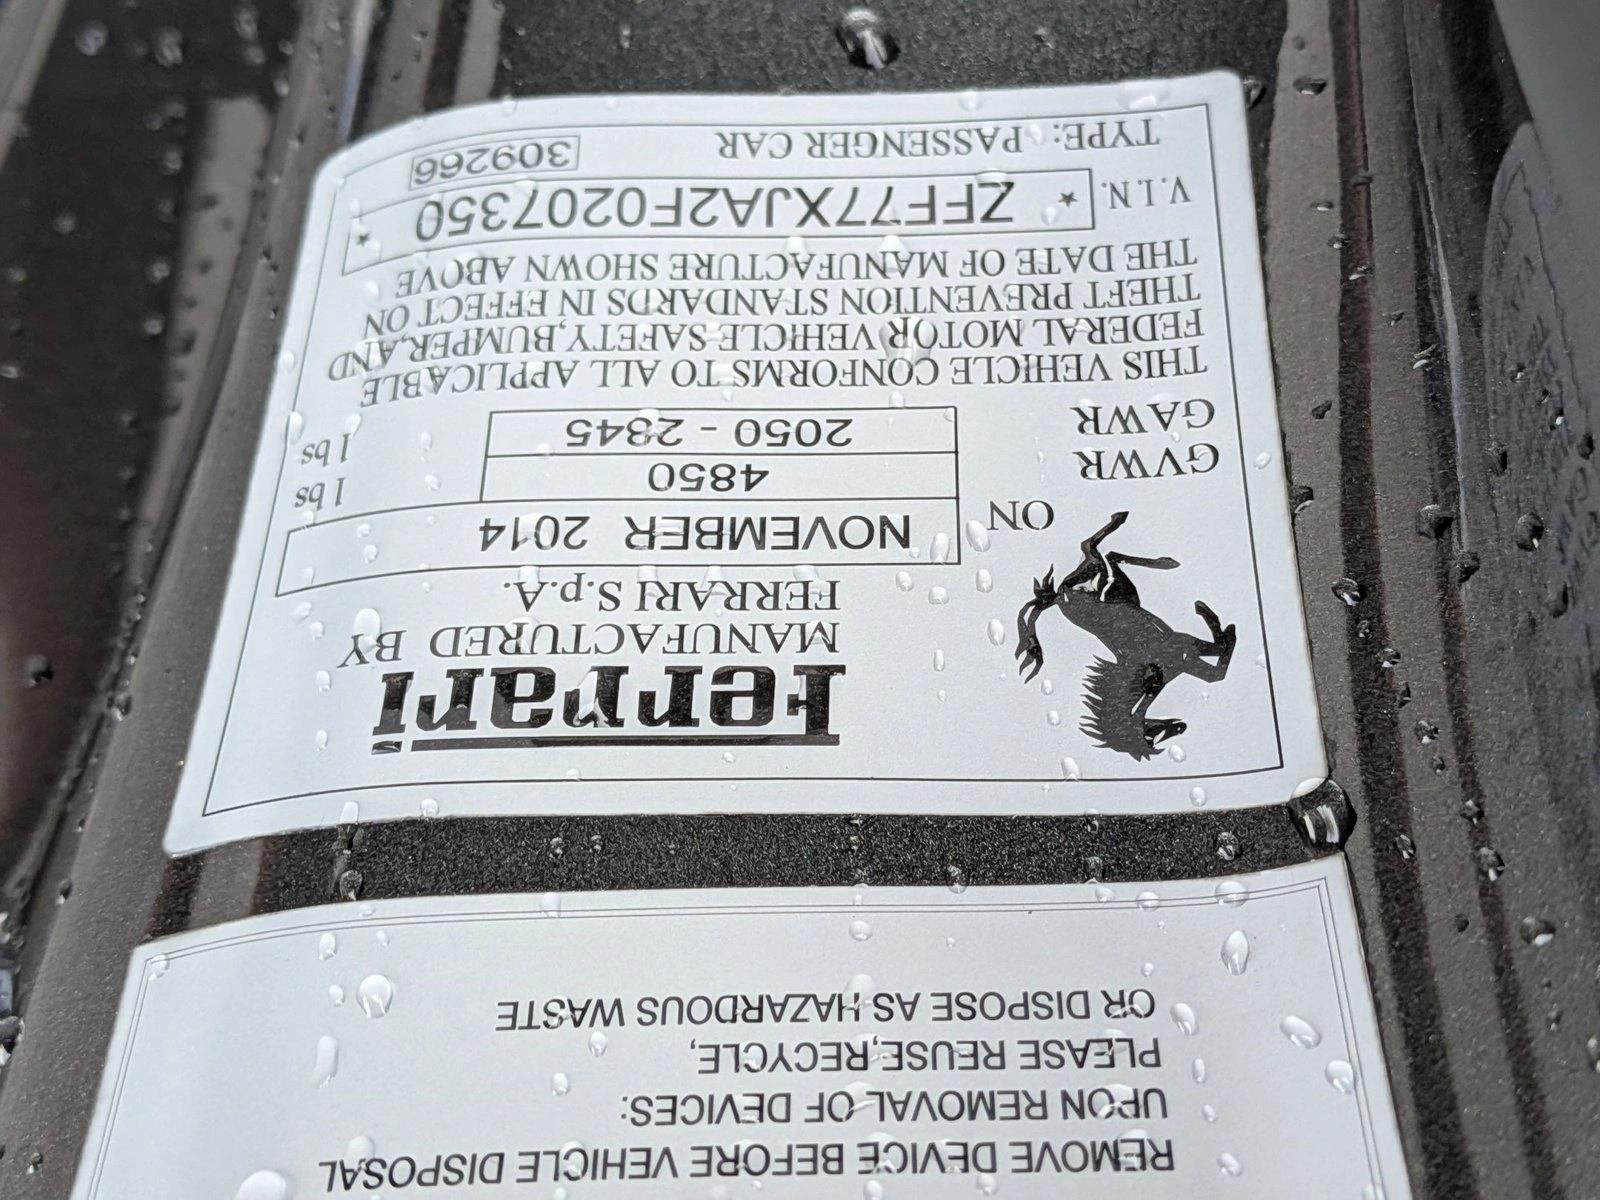 REMOVE DEVICE BEFORE VEHICLE DISPOSAL
UPON REMOVAL OF DEVICES:
PLEASE REUSE,RECYCLE,
OR DISPOSE AS HAZARDOUS WASTE
Ferrari
MANUFACTURED BY
FERRARI S.p.A.
ON NOVEMBER 2014
GVWR 4850 lbs
GAWR 2050 - 2845 lbs
THIS VEHICLE CONFORMS TO ALL APPLICABLE
FEDERAL MOTOR VEHICLE SAFETY,BUMPER,AND
THEFT PREVENTION STANDARDS IN EFFECT ON
THE DATE OF MANUFACTURE SHOWN ABOVE
V.I.N. * ZFF77XJA2F0207350 *
TYPE: PASSENGER CAR 309266